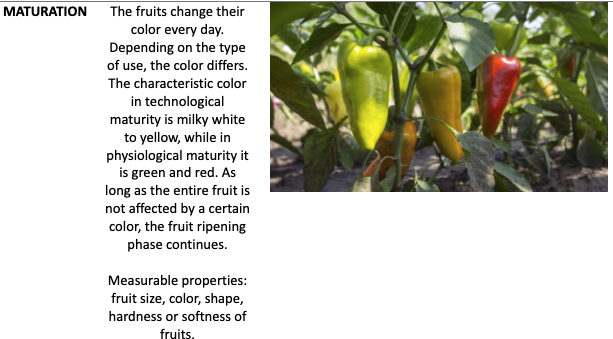 MATURATION
The fruits change their
color every day.
Depending on the type
of use, the color differs.
The characteristic color
in technological
maturity is milky white
to yellow, while in
physiological maturity it
is green and red. As
long as the entire fruit is
not affected by a certain
color, the fruit ripening
phase continues.
Measurable properties:
fruit size, color, shape,
hardness or softness of
fruits.